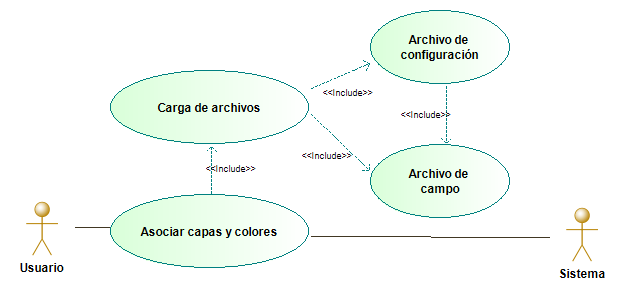 Archivo de
configuración
<<Include>>
Carga de archivos
<<Include>>
<<Include>>
<<Include>>
Archivo de
campo
Asociar capas y colores
Usuario
Sistema